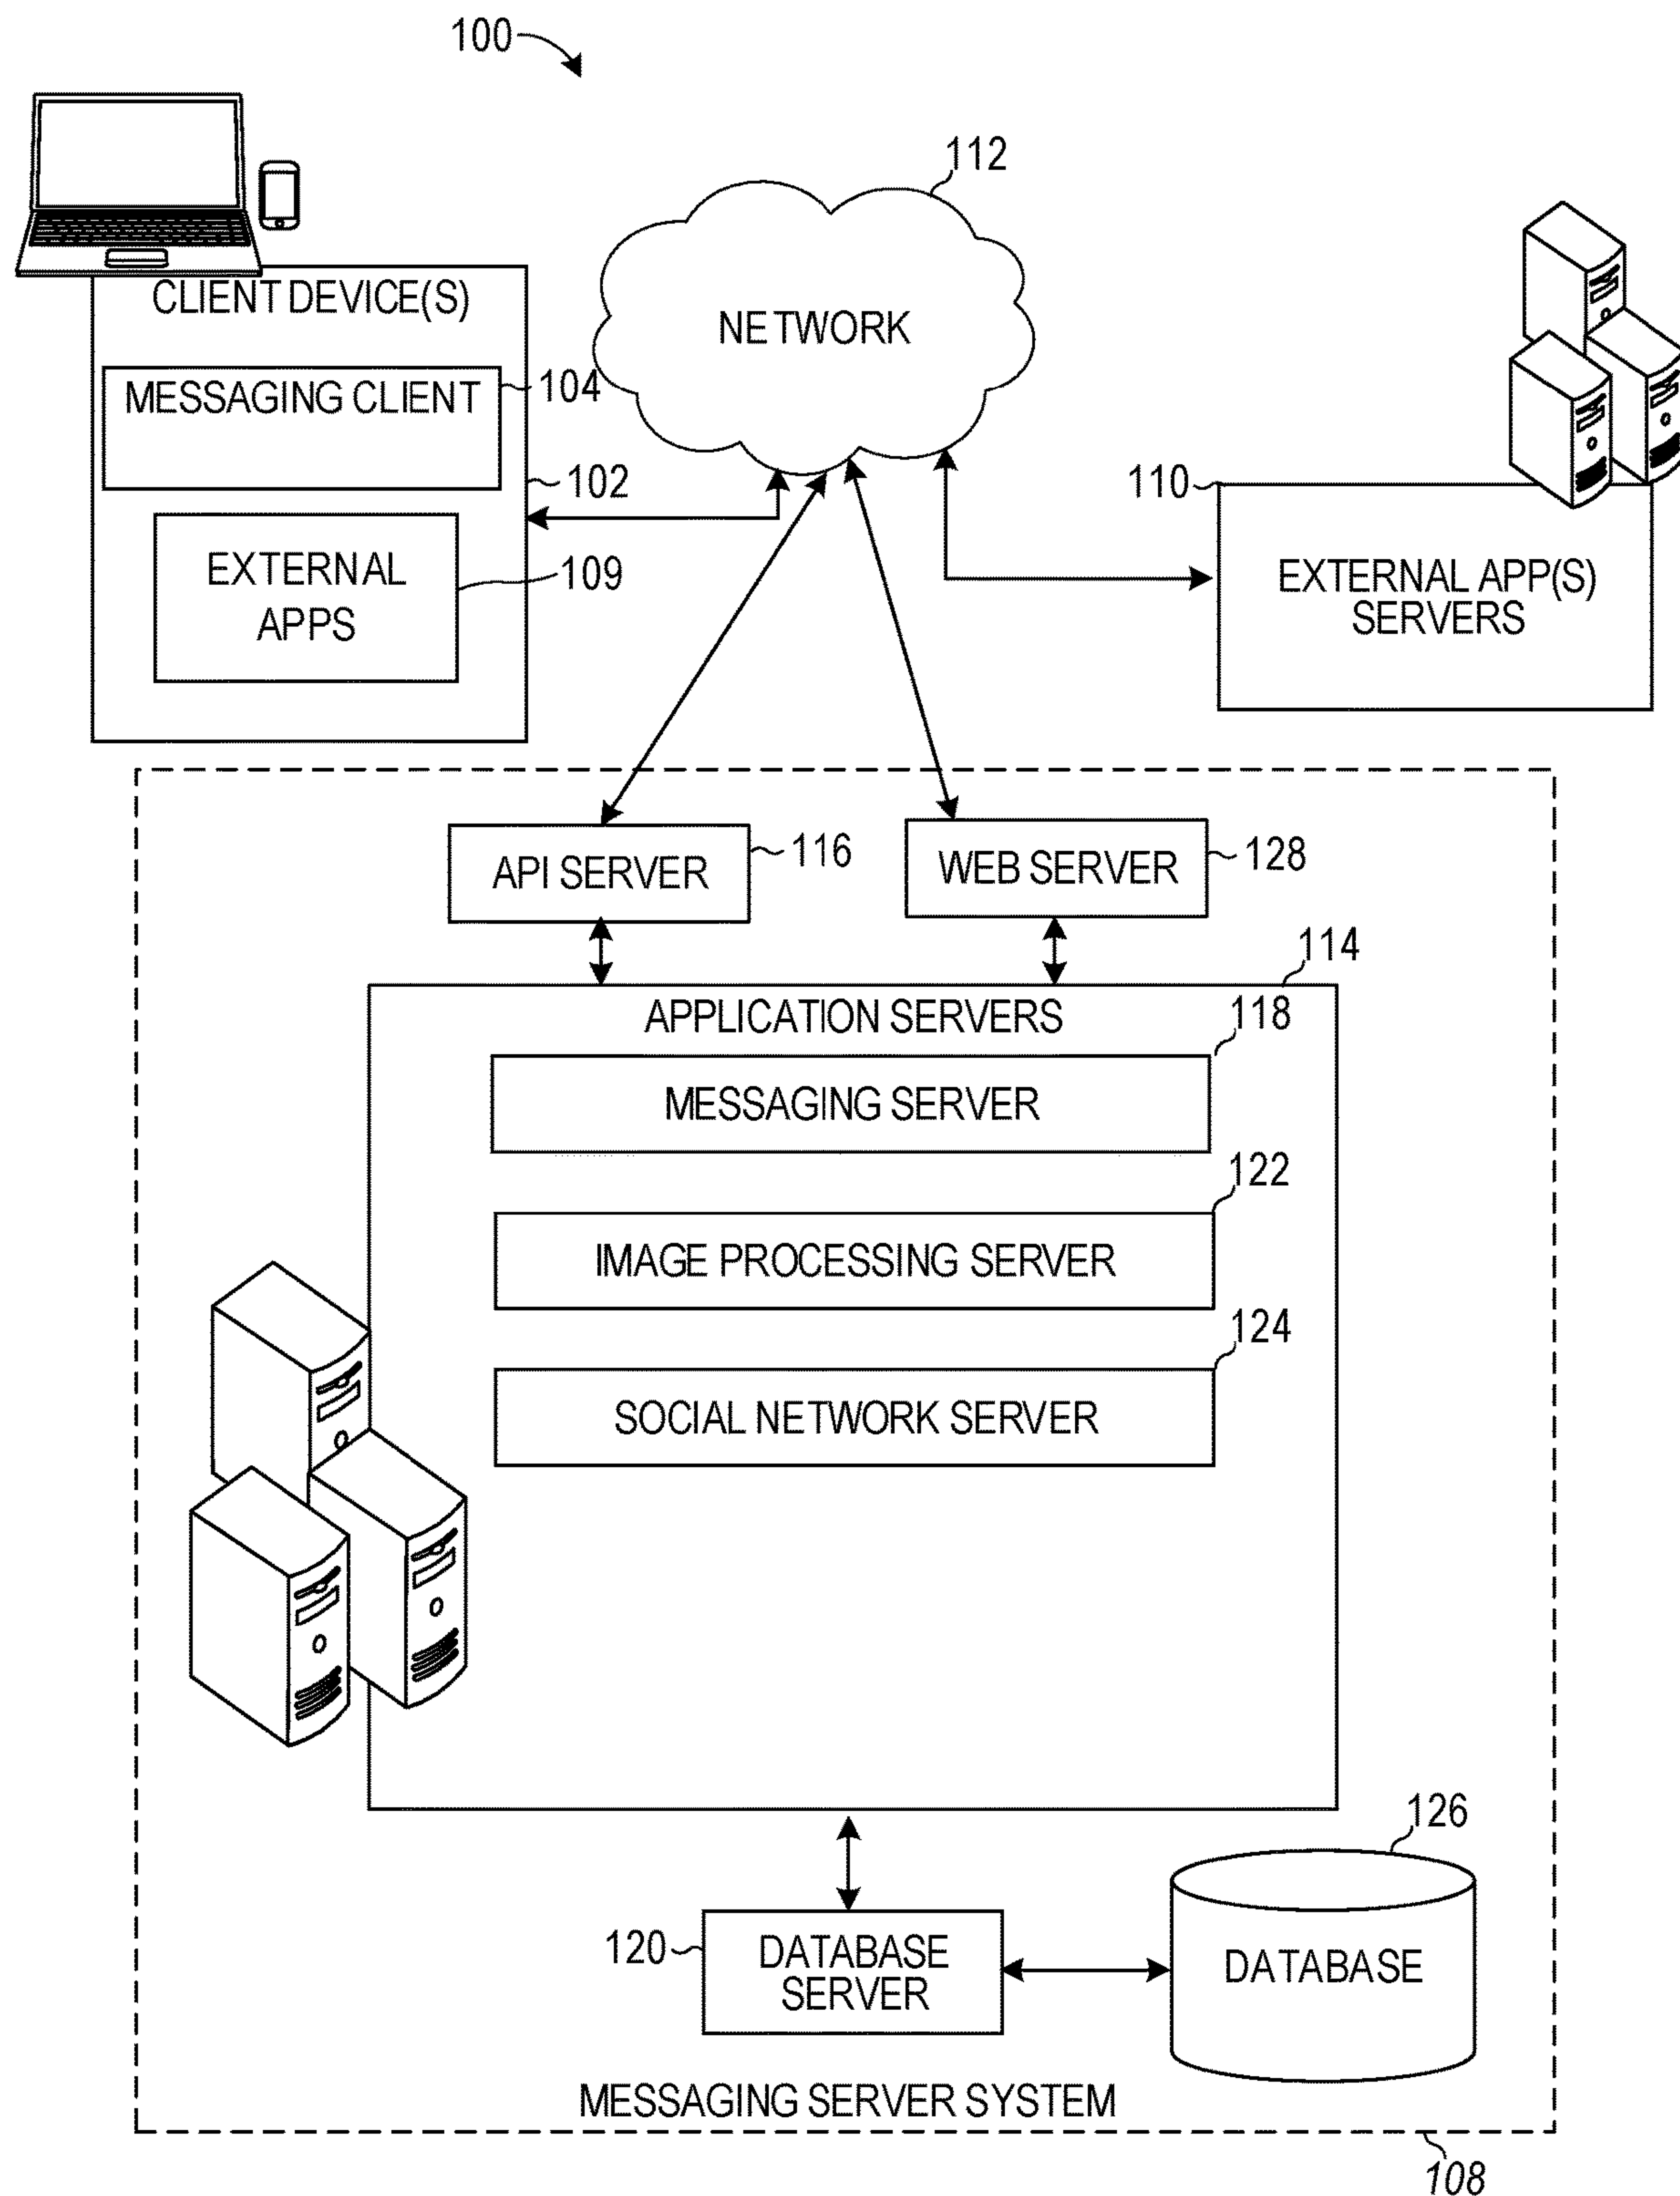 100
112
CLIENT DEVICE(S)
NETWORK
MESSAGING CLIENT
104
102
110
EXTERNAL
APPS
109
EXTERNAL APP(S)
SERVERS
API SERVER
116
WEB SERVER
128
114
APPLICATION SERVERS
118
MESSAGING SERVER
122
IMAGE PROCESSING SERVER
124
SOCIAL NETWORK SERVER
126
120
DATABASE
SERVER
DATABASE
MESSAGING SERVER SYSTEM
108